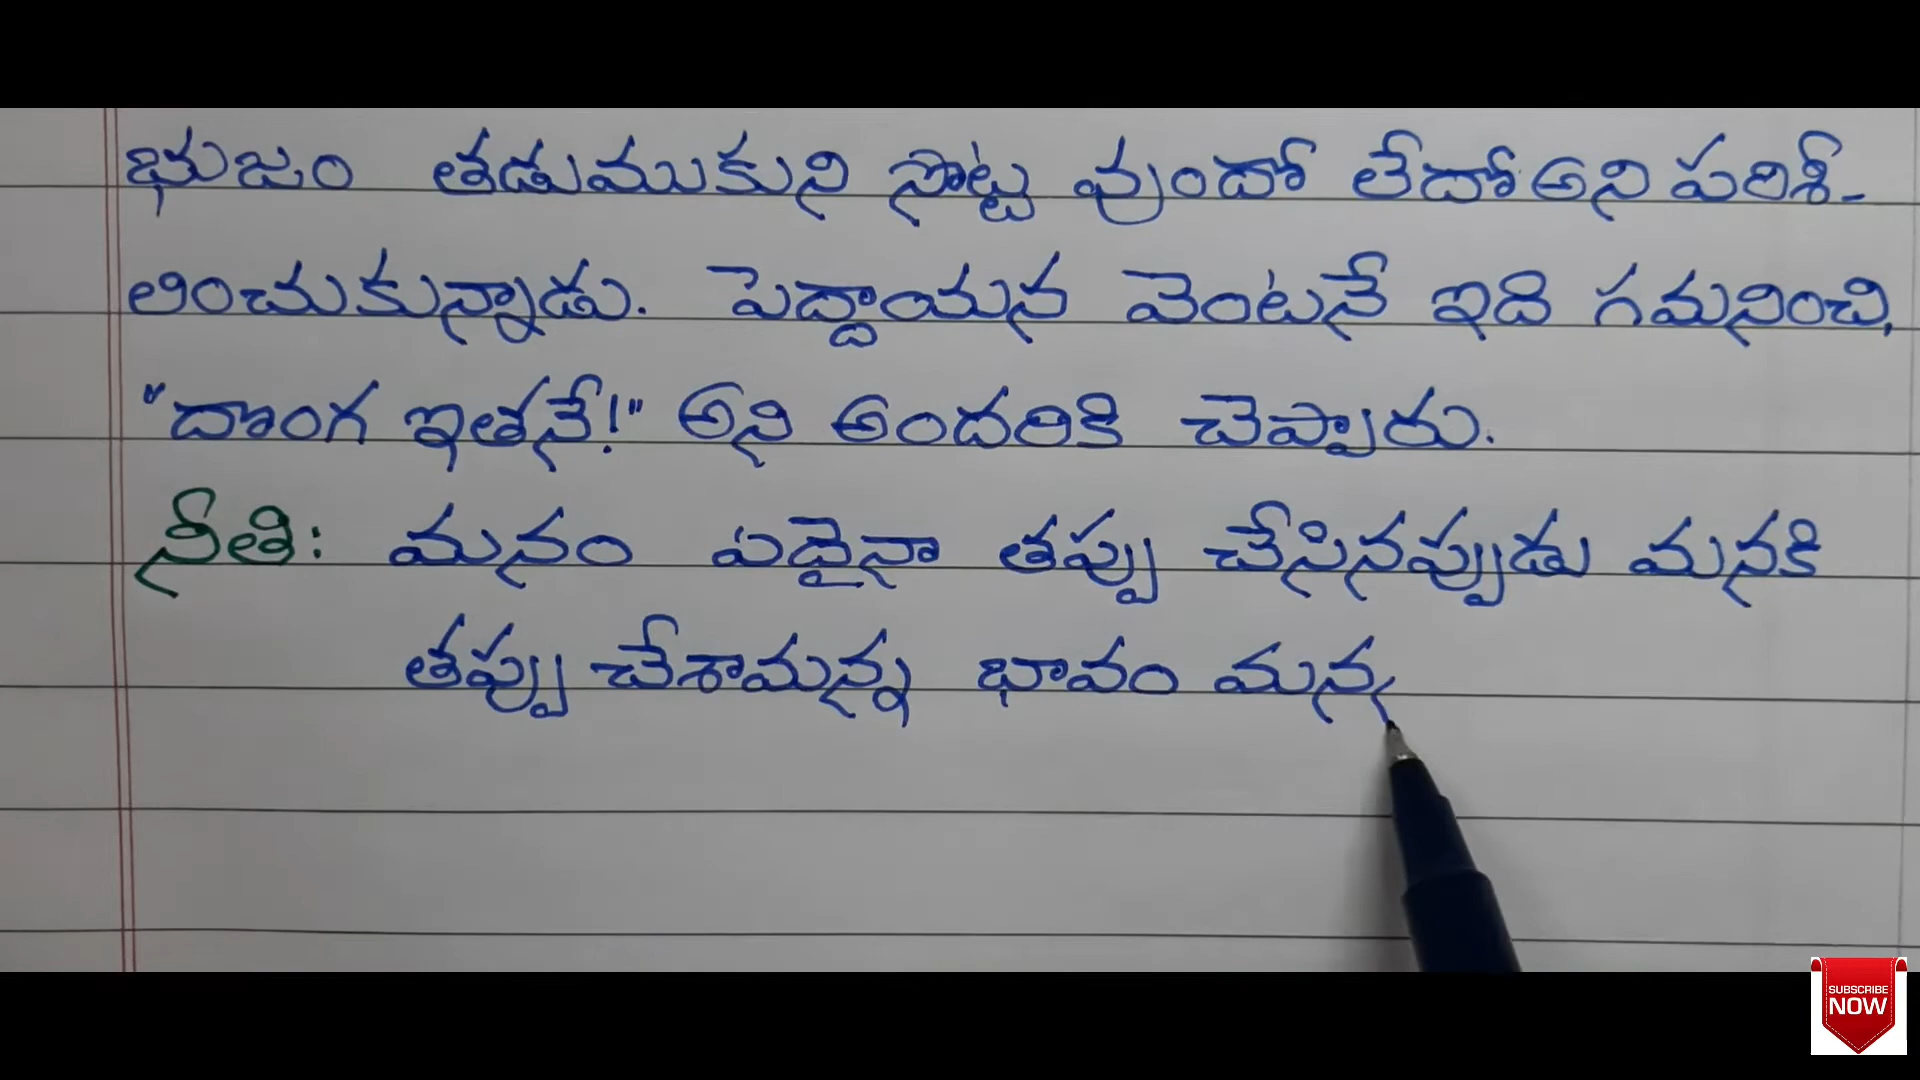 భుజం తడుముకుని సొట్ట వుందో లేదో అని పరిశీ-
లించుకున్నాడు. పెద్దాయన వెంటనే ఇది గమనించి,
"దొంగ ఇతనే!" అని అందరికి చెప్పారు.
నీతి: మనం ఏదైనా తప్పు చేసినప్పుడు మనకి
తప్పు చేశామన్న భావం
SUBSCRIBE
NOW